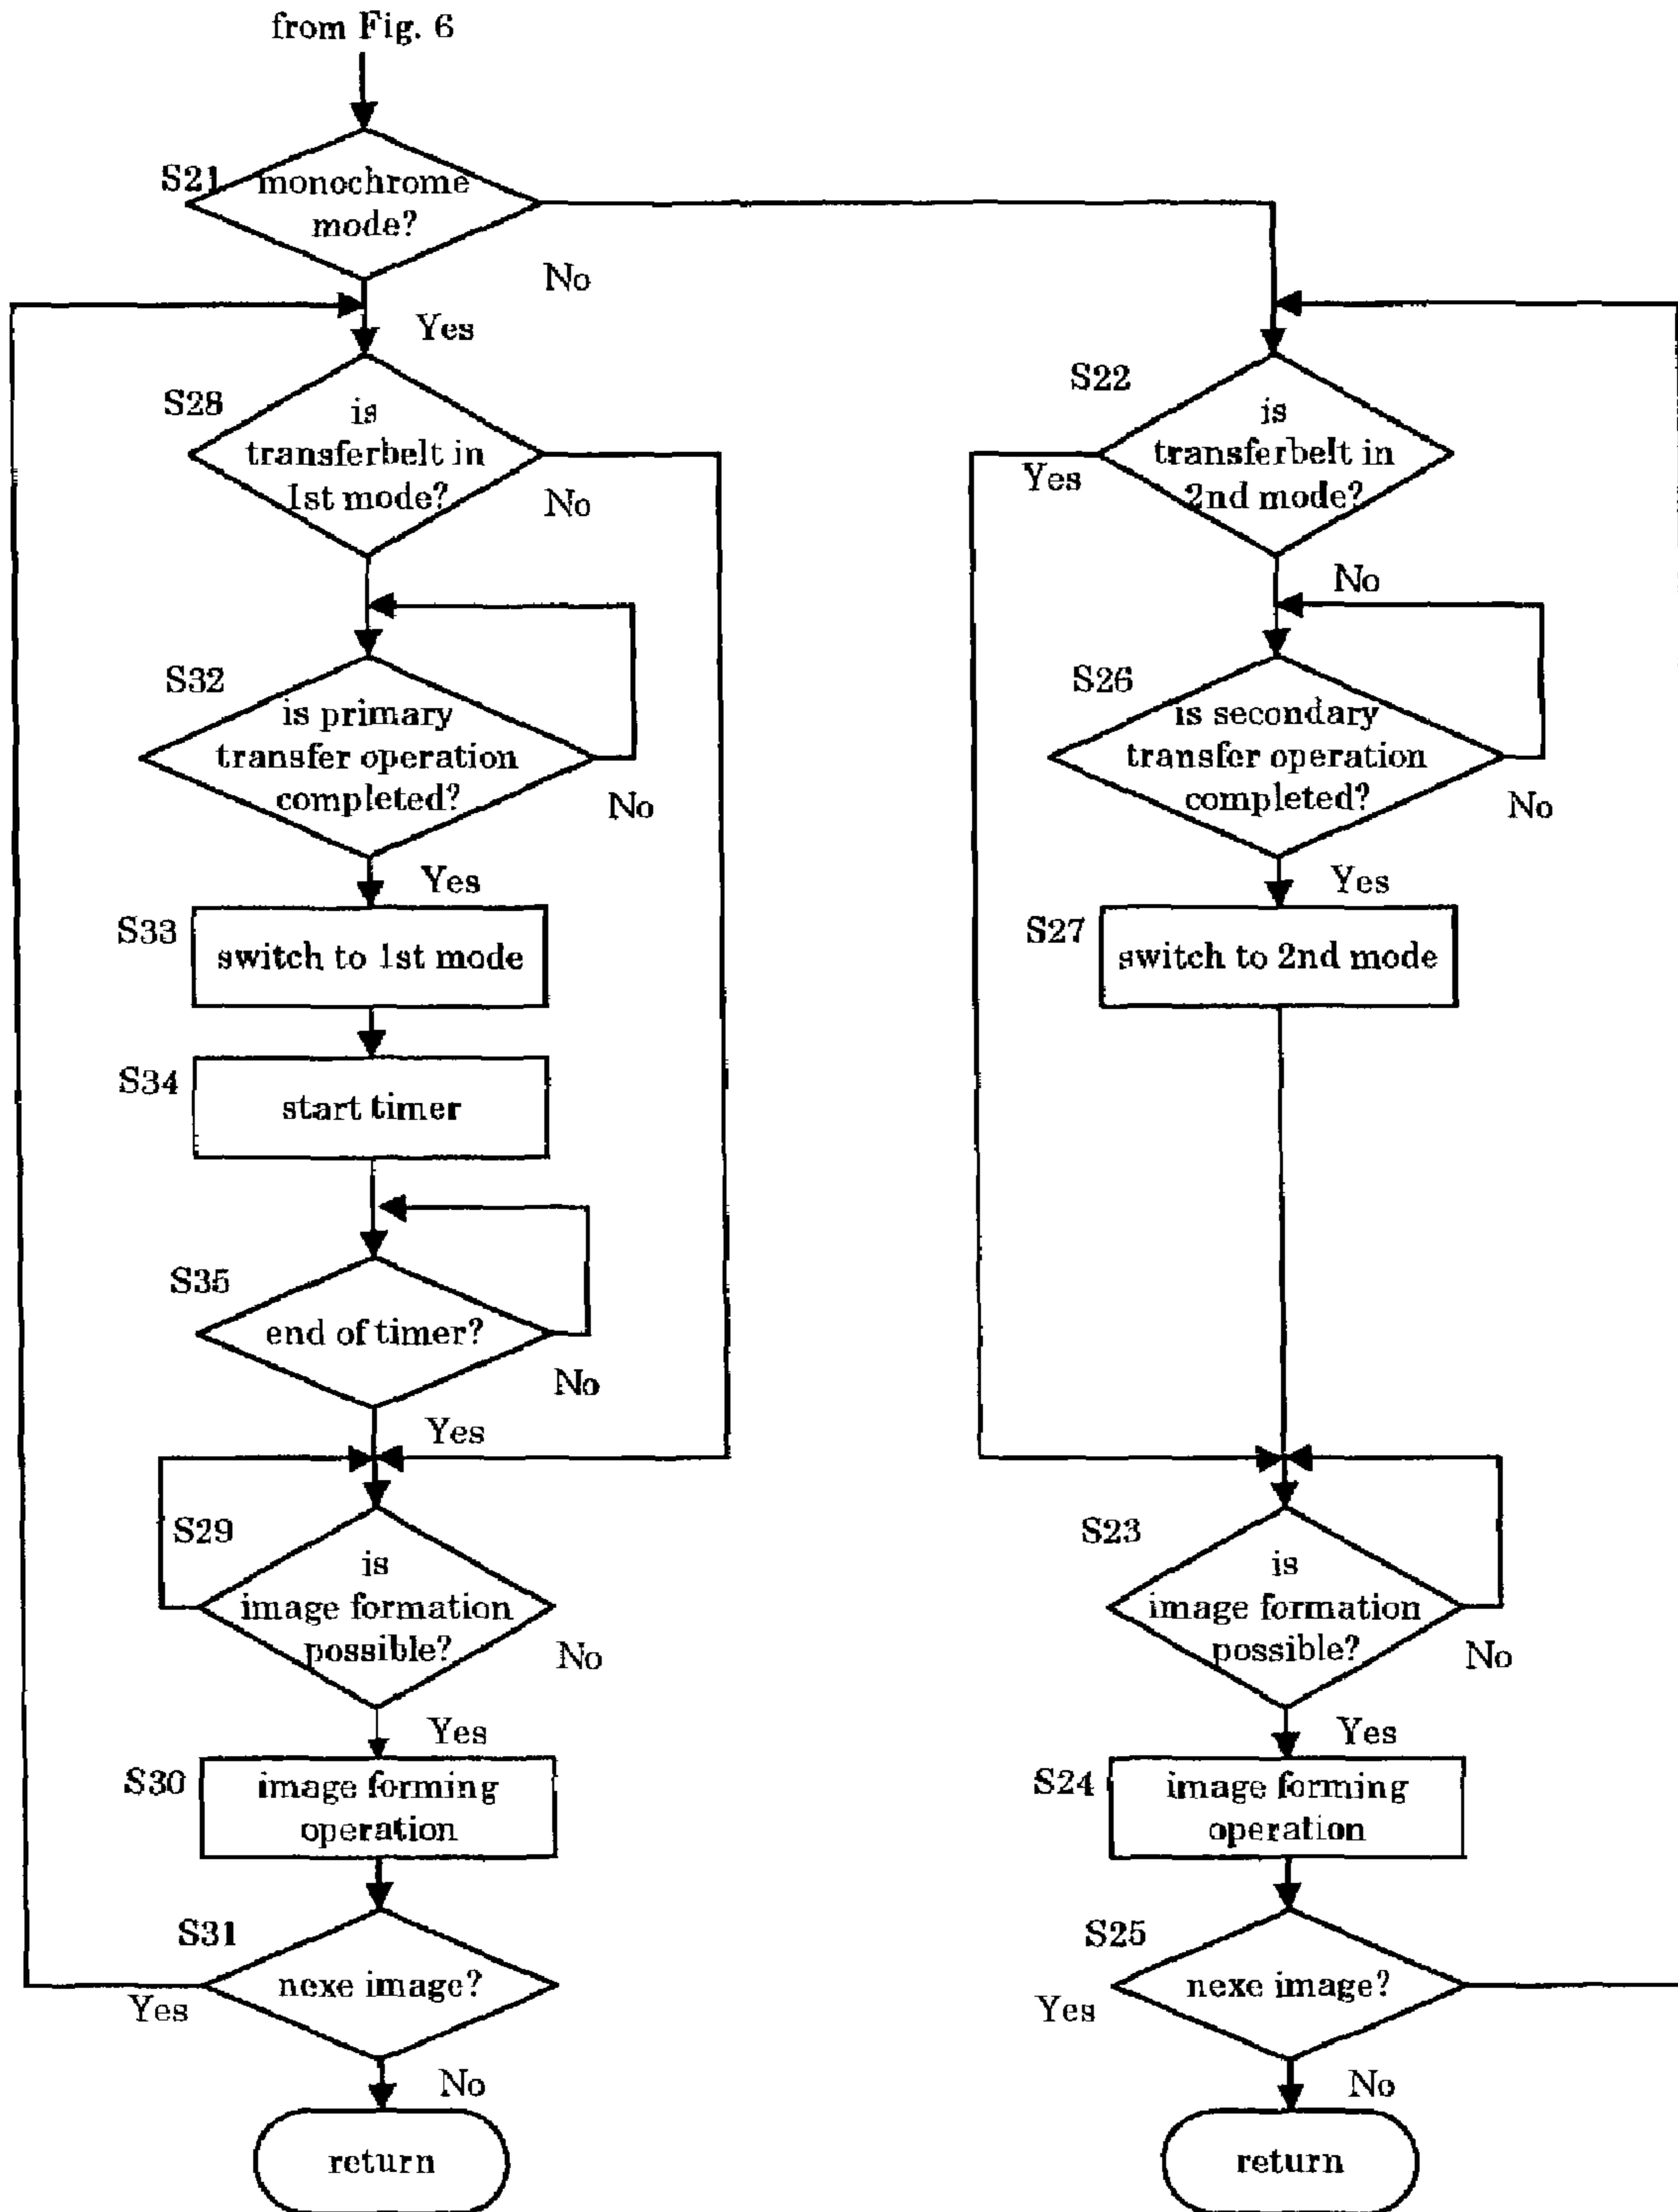 from Fig. 6
S21
monochrome
mode?
No
Yes
S28
is
transferbelt in
1st mode?
No
S22
is
transferbelt in
2nd mode?
Yes
No
S32
is primary
transfer operation
completed?
No
Yes
S26
is secondary
transfer operation
completed?
No
Yes
S33
switch to 1st mode
S27
switch to 2nd mode
S34
start timer
S35
end of timer?
No
Yes
S29
is
image formation
possible?
No
Yes
S23
is
image formation
possible?
No
Yes
S30
image forming
operation
S24
image forming
operation
S31
nexe image?
Yes
No
S25
nexe image?
Yes
No
return
return